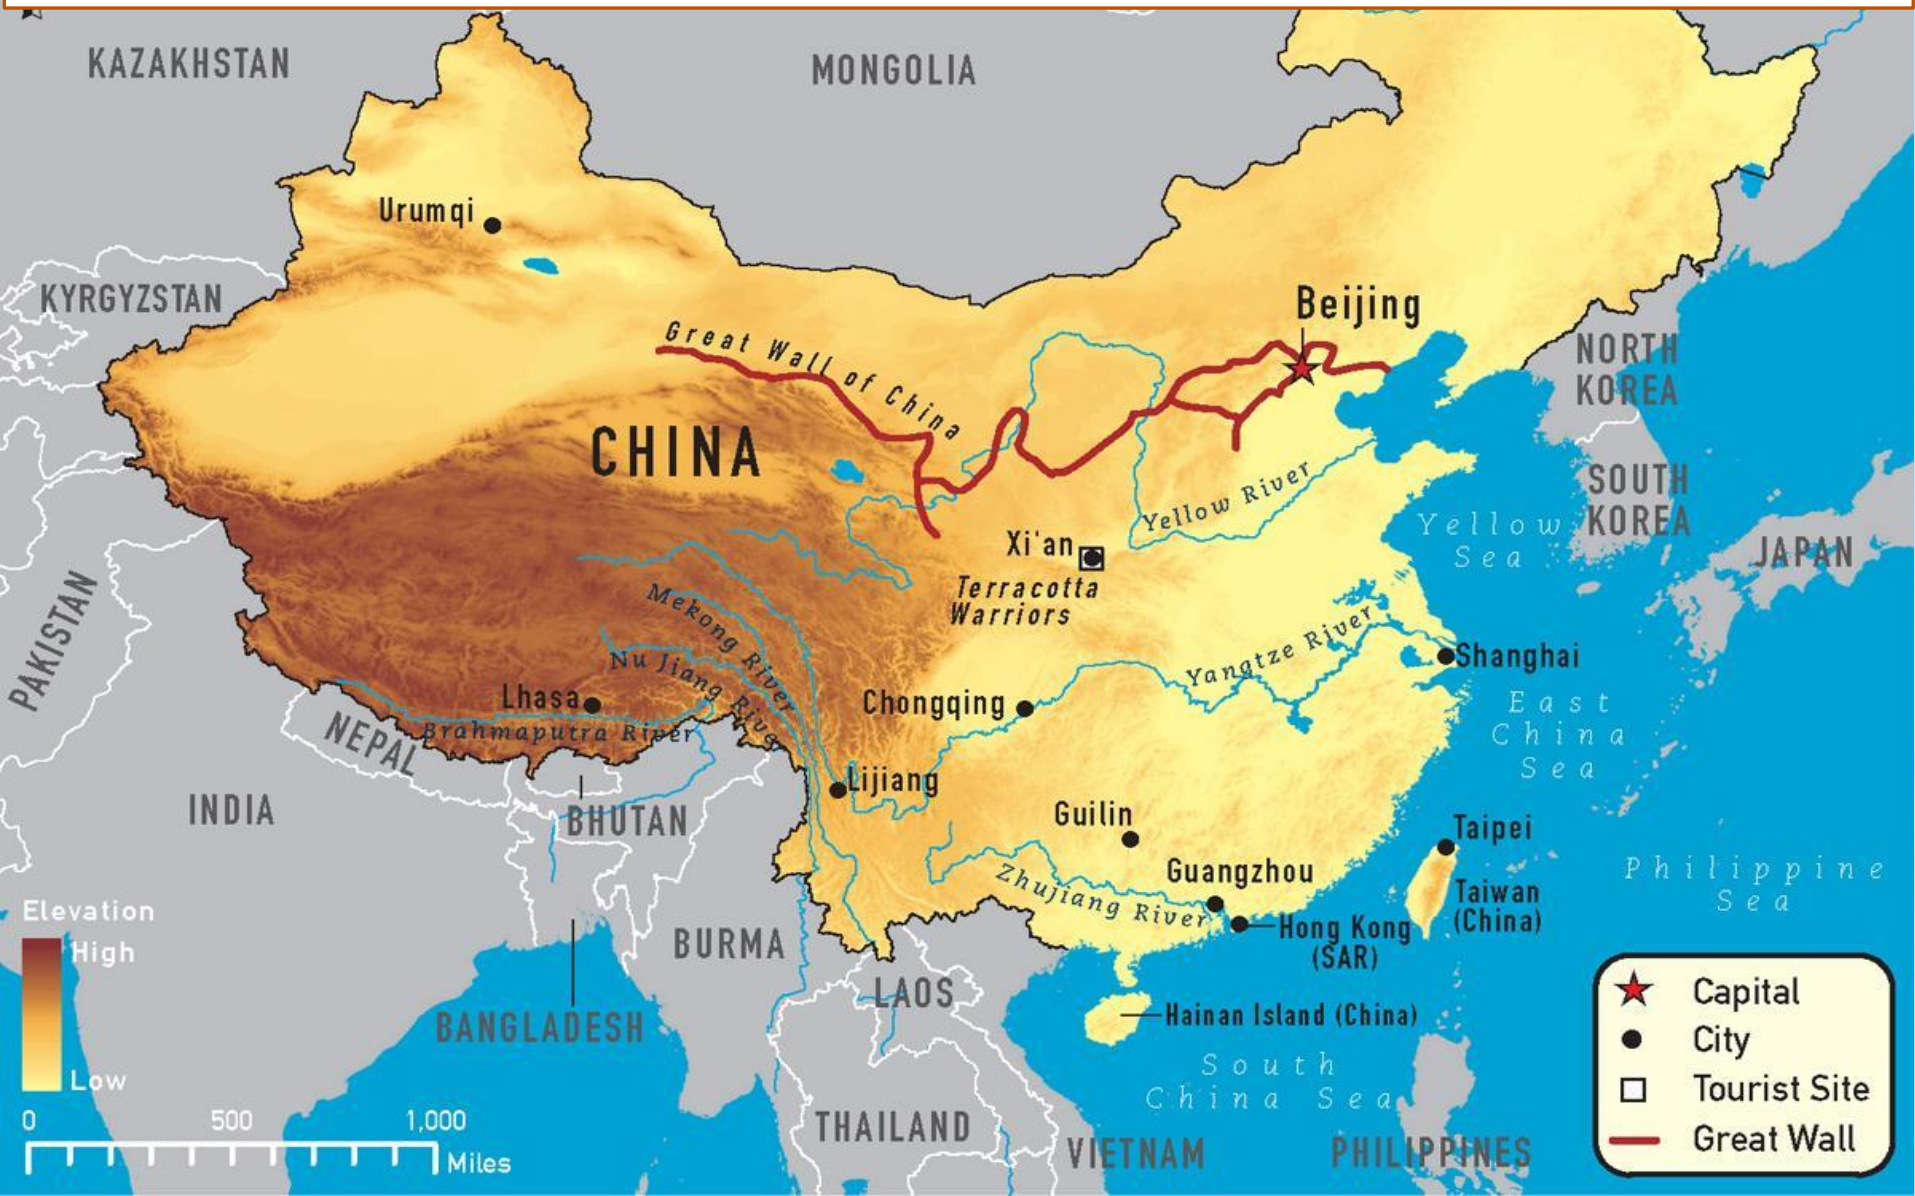 KAZAKHSTAN
MONGOLIA
Urumqi
KYRGYZSTAN
Beijing
Great Wall of China
NORTH
KOREA
CHINA
Yellow River
SOUTH
KOREA
Yellow
Sea
JAPAN
Xi'an
Terracotta
Warriors
PAKISTAN
Mekong River
Nu Jiang River
Yangtze River
Shanghai
Lhasa
Chongqing
East
China
Sea
Brahmaputra River
NEPAL
Lijiang
INDIA
BHUTAN
Guilin
Taipei
Guangzhou
Zhujiang River
Philippine
Sea
Taiwan
(China)
Hong Kong
(SAR)
Elevation
High
Low
BURMA
LAOS
BANGLADESH
Hainan Island (China)
South
China Sea
THAILAND
VIETNAM
PHILIPPINES
0 500 1,000
Miles
Capital
City
Tourist Site
Great Wall